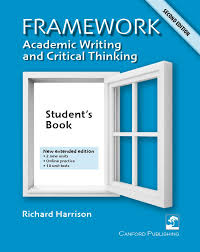 FRAMEWORK
Academic Writing
and Critical Thinking
SECOND EDITION
Student's
Book
New extended edition
• 2 new units
• Online practice
• 10 unit tests
Richard Harrison
CANFORD PUBLISHING